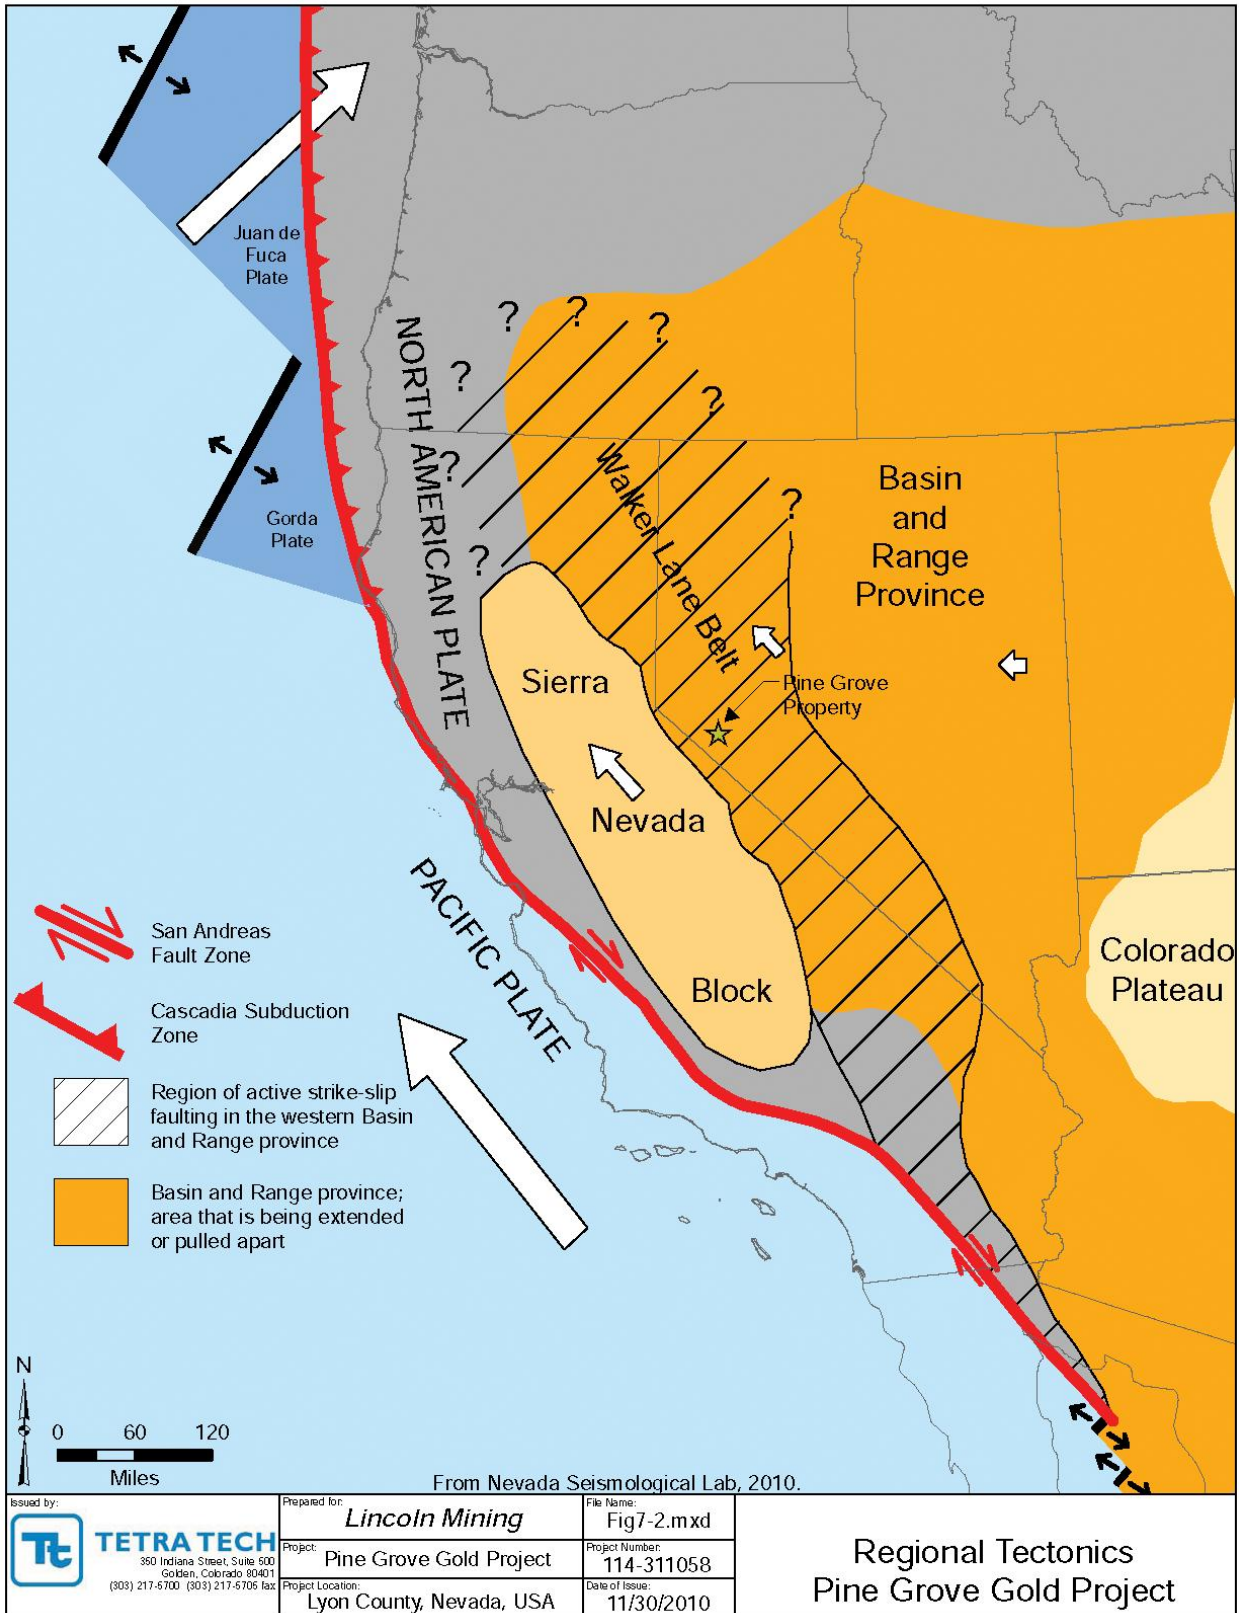 Juan de
Fuca
Plate
Gorda
Plate
NORTH AMERICAN PLATE
?
?
?
?
?
?
?
?
Walker Lane Belt
Basin
and
Range
Province
Pine Grove
Property
Sierra
Nevada
Block
Colorado
Plateau
PACIFIC PLATE
San Andreas
Fault Zone
Cascadia Subduction
Zone
Region of active strike-slip
faulting in the western Basin
and Range province
Basin and Range province;
area that is being extended
or pulled apart
N
0 60 120
Miles
From Nevada Seismological Lab, 2010.
Issued by:
Tt
TETRA TECH
350 Indiana Street, Suite 500
Golden, Colorado 80401
(303) 217-5700 (303) 217-5705 fax
Prepared for:
Lincoln Mining
Project:
Pine Grove Gold Project
Project Location:
Lyon County, Nevada, USA
File Name:
Fig7-2.mxd
Project Number:
114-311058
Date of Issue:
11/30/2010
Regional Tectonics
Pine Grove Gold Project